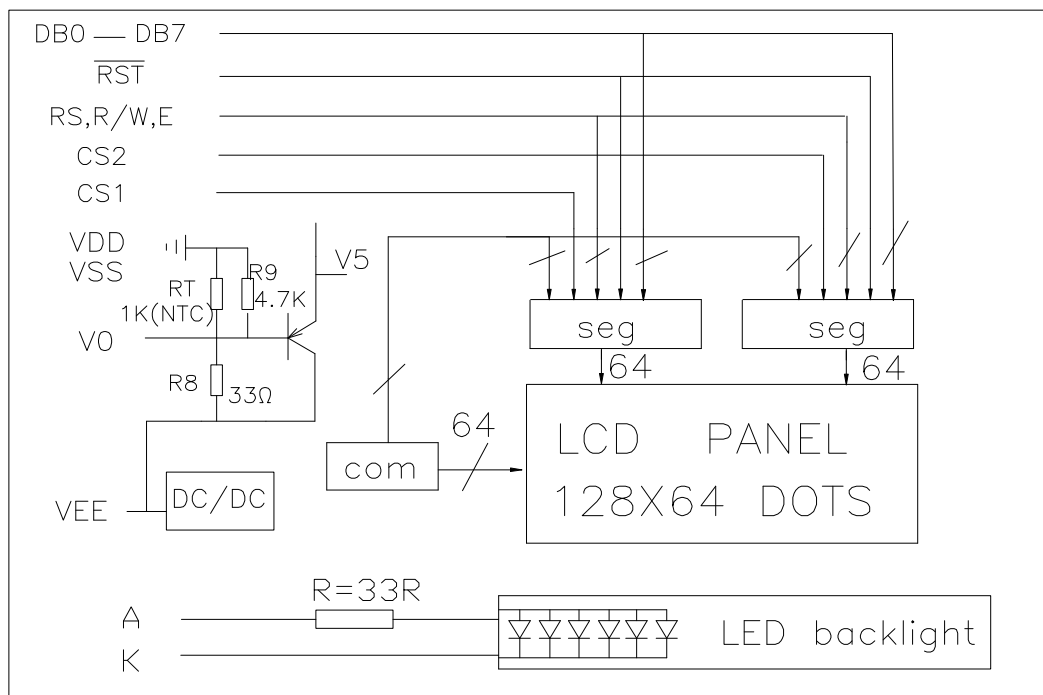 DB0 — DB7
RST
RS,R/W,E
CS2
CS1
VDD
VSS
V5
RT
R9
1K(NTC)
4.7K
V0
R8
33Ω
VEE
DC/DC
seg
seg
64
64
com
64
LCD PANEL
128X64 DOTS
R=33R
A
K
LED backlight